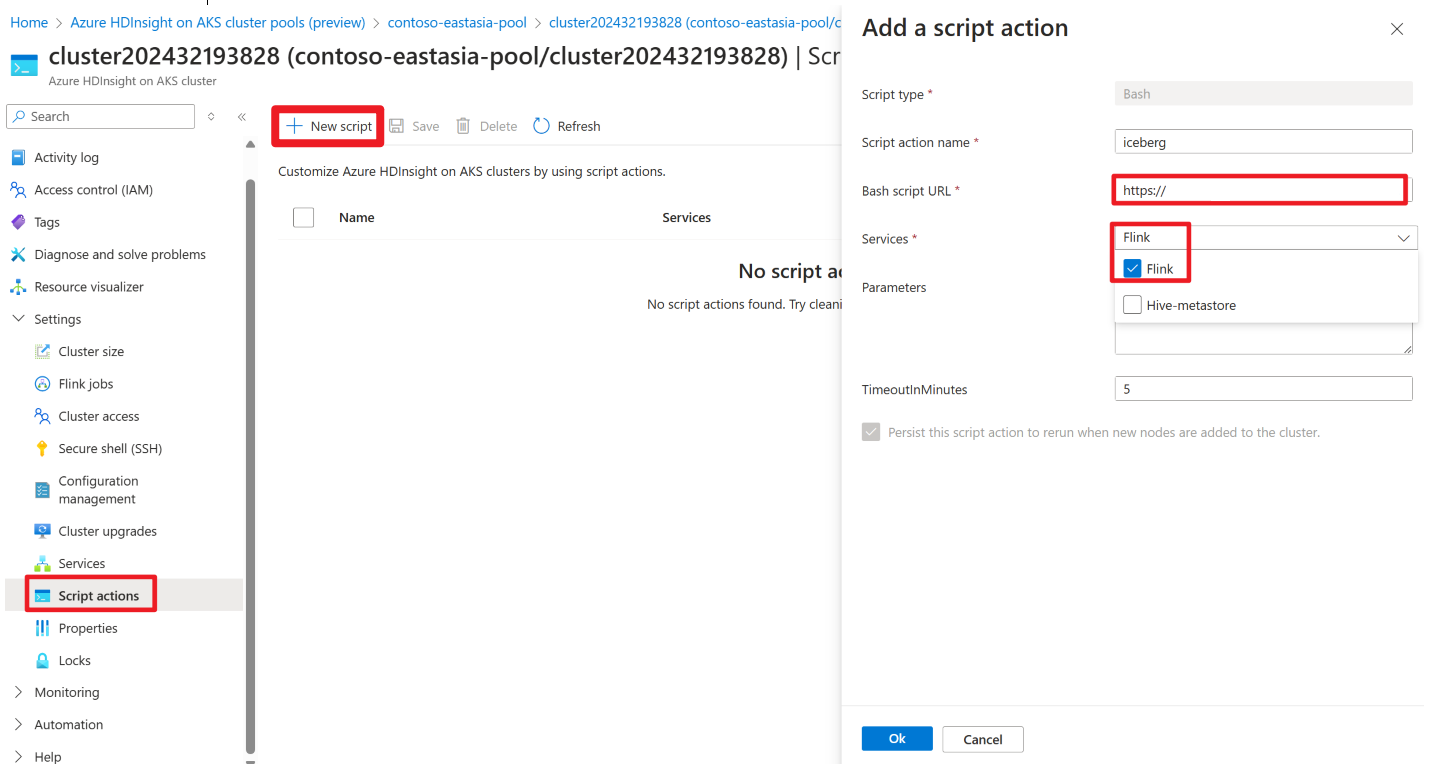 Home > Azure HDInsight on AKS cluster pools (preview) > contoso-eastasia-pool > cluster202432193828 (contoso-eastasia-pool/c
cluster202432193828 (contoso-eastasia-pool/cluster202432193828) | Scr
Azure HDInsight on AKS cluster
Search
Activity log
Access control (IAM)
Tags
Diagnose and solve problems
Resource visualizer
Settings
Cluster size
Flink jobs
Cluster access
Secure shell (SSH)
Configuration
management
Cluster upgrades
Services
Script actions
Properties
Locks
Monitoring
Automation
Help
New script Save Delete Refresh
Customize Azure HDInsight on AKS clusters by using script actions.
Name Services
No script a
No script actions found. Try cleani
Add a script action
Script type * Bash
Script action name * iceberg
Bash script URL * https://
Services * Flink
Flink
Parameters
Hive-metastore
TimeoutInMinutes 5
Persist this script action to rerun when new nodes are added to the cluster.
Ok Cancel